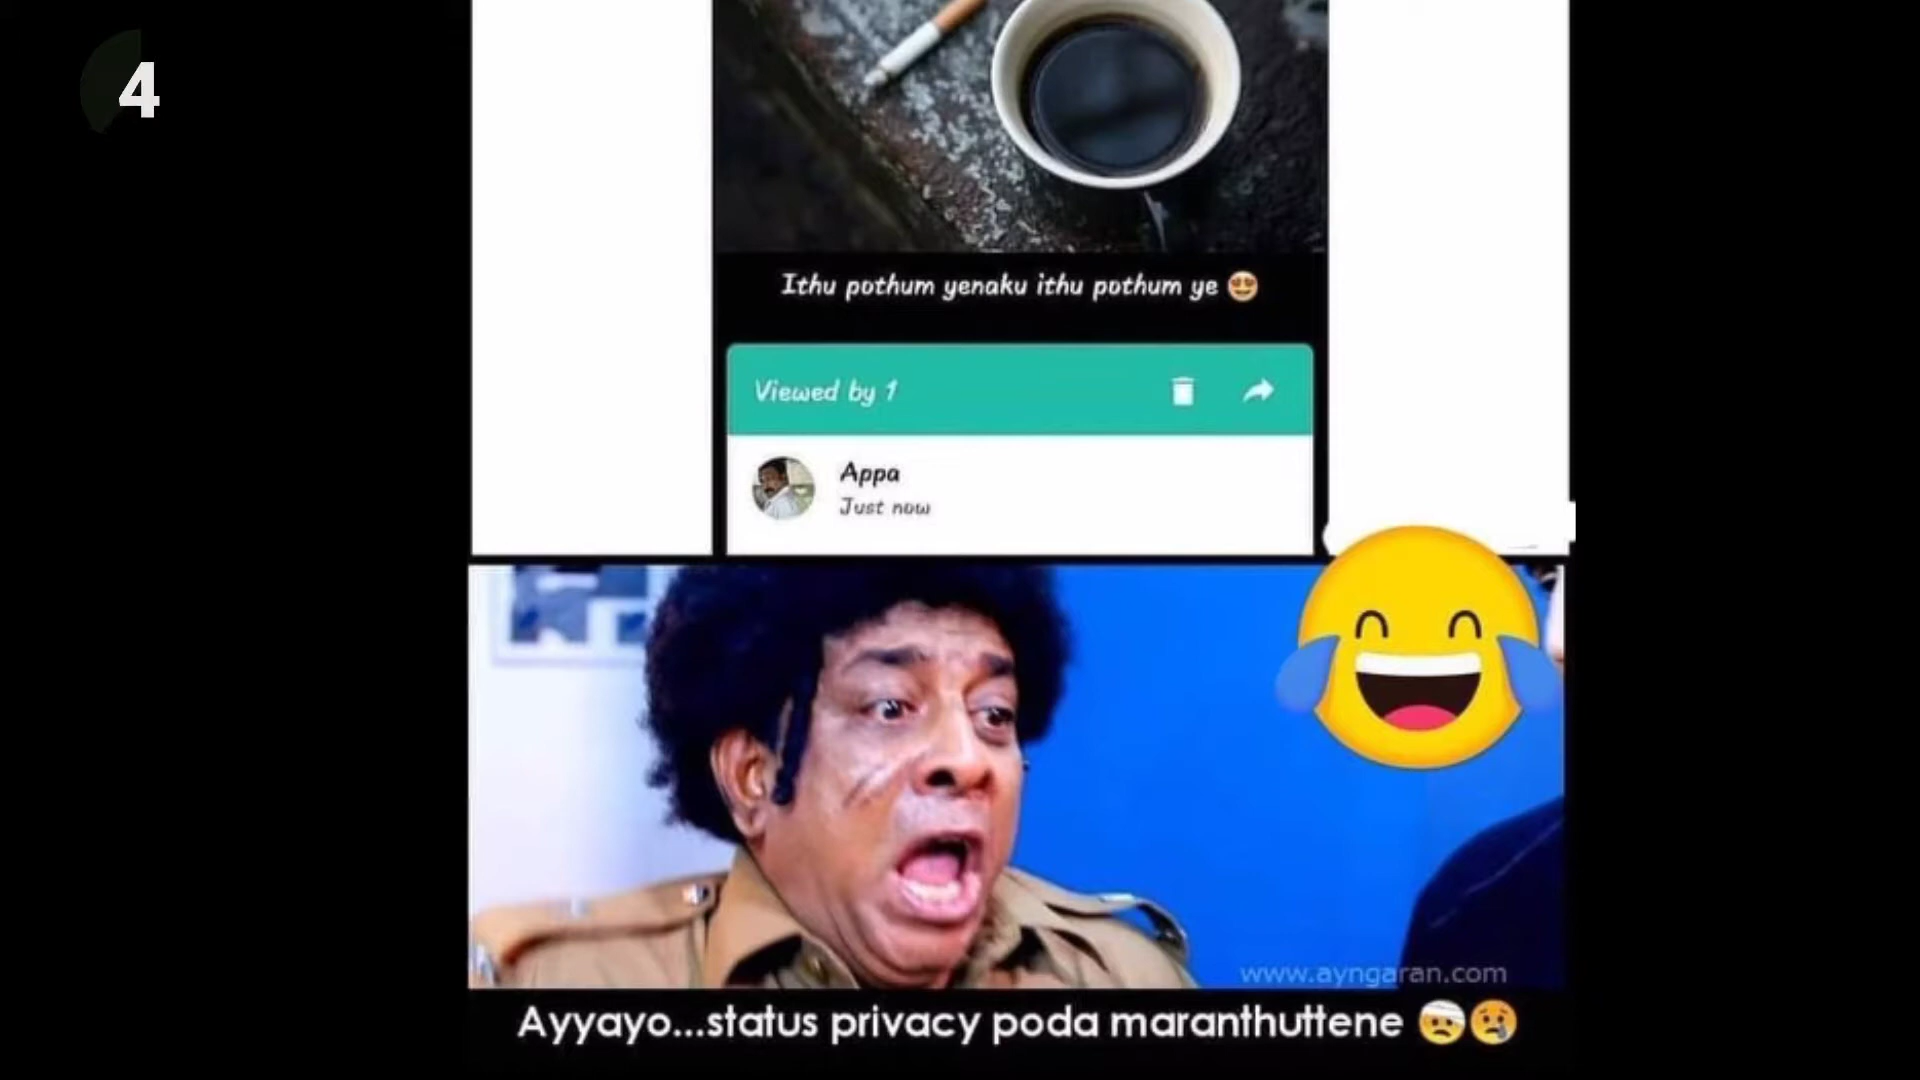 4
Ithu pothum yenaku ithu pothum ye 😍
Viewed by 1
Appa
Just now
www.ayngaran.com
Ayyayo...status privacy poda maranthuttene 🤕😢